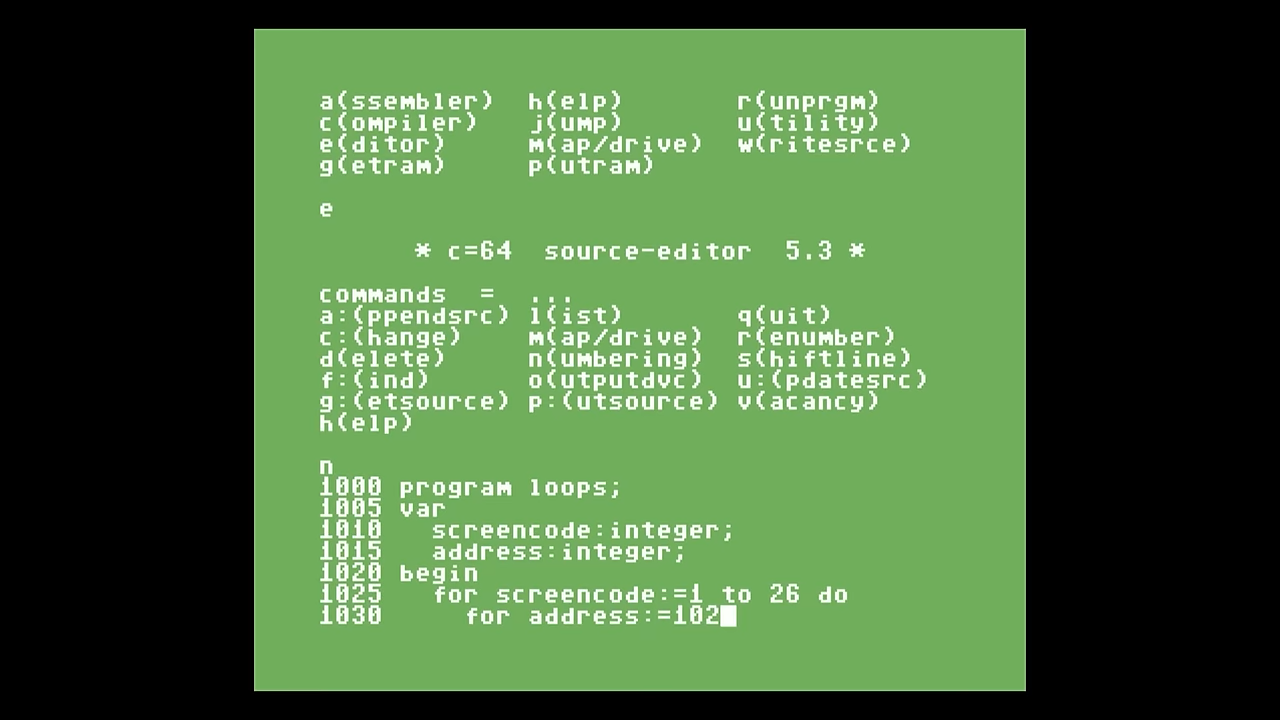 a(ssembler)  h(elp)       r(unprgm)
c(ompiler)   j(ump)       u(tility)
e(ditor)     m(ap/drive)  w(ritesrce)
g(etram)     p(utram)
e
* c=64  source-editor  5.3 *
commands  =  ...
a:(ppendsrc) l(ist)       q(uit)
c:(hange)    m(ap/drive)  r(enumber)
d(elete)     n(umbering)  s(hiftline)
f:(ind)      o(utputdvc)  u:(pdatesrc)
g:(etsource) p:(utsource) v(acancy)
h(elp)
n
1000 program loops;
1005 var
1010   screencode:integer;
1015   address:integer;
1020 begin
1025   for screencode:=1 to 26 do
1030     for address:=102